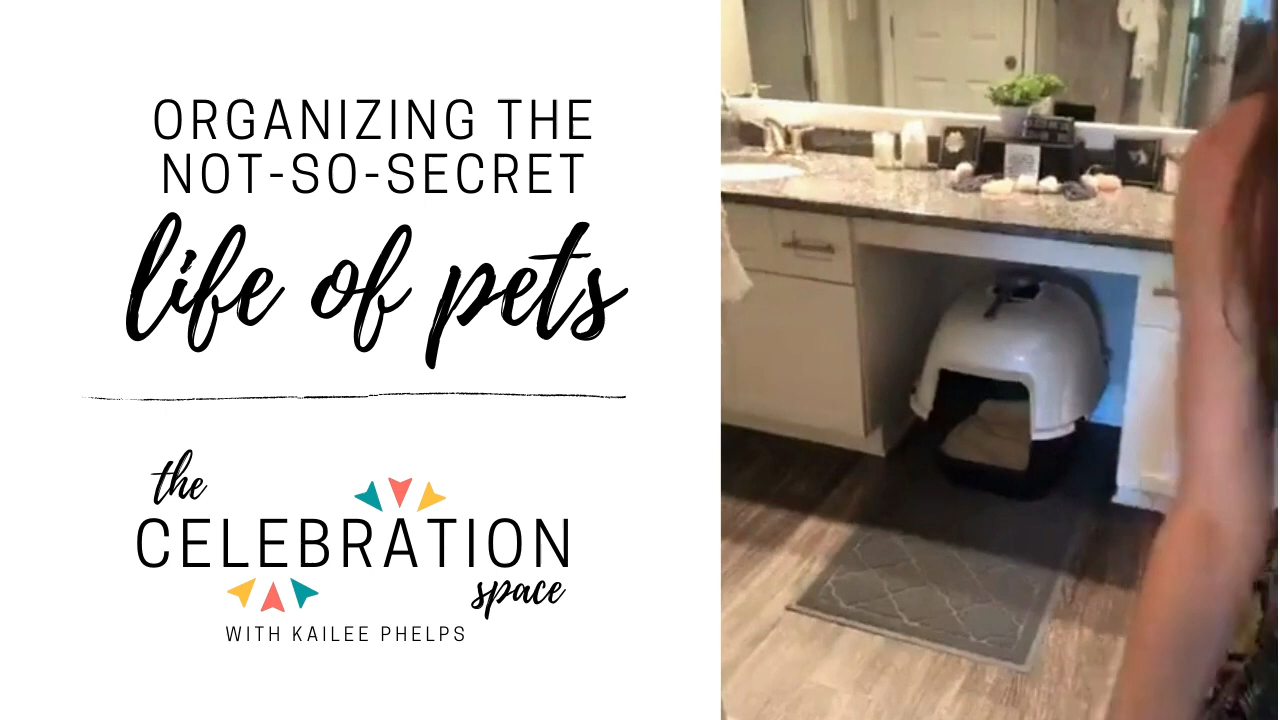 ORGANIZING THE
NOT-SO-SECRET
life of pets
the
CELEBRATION
space
WITH KAILEE PHELPS